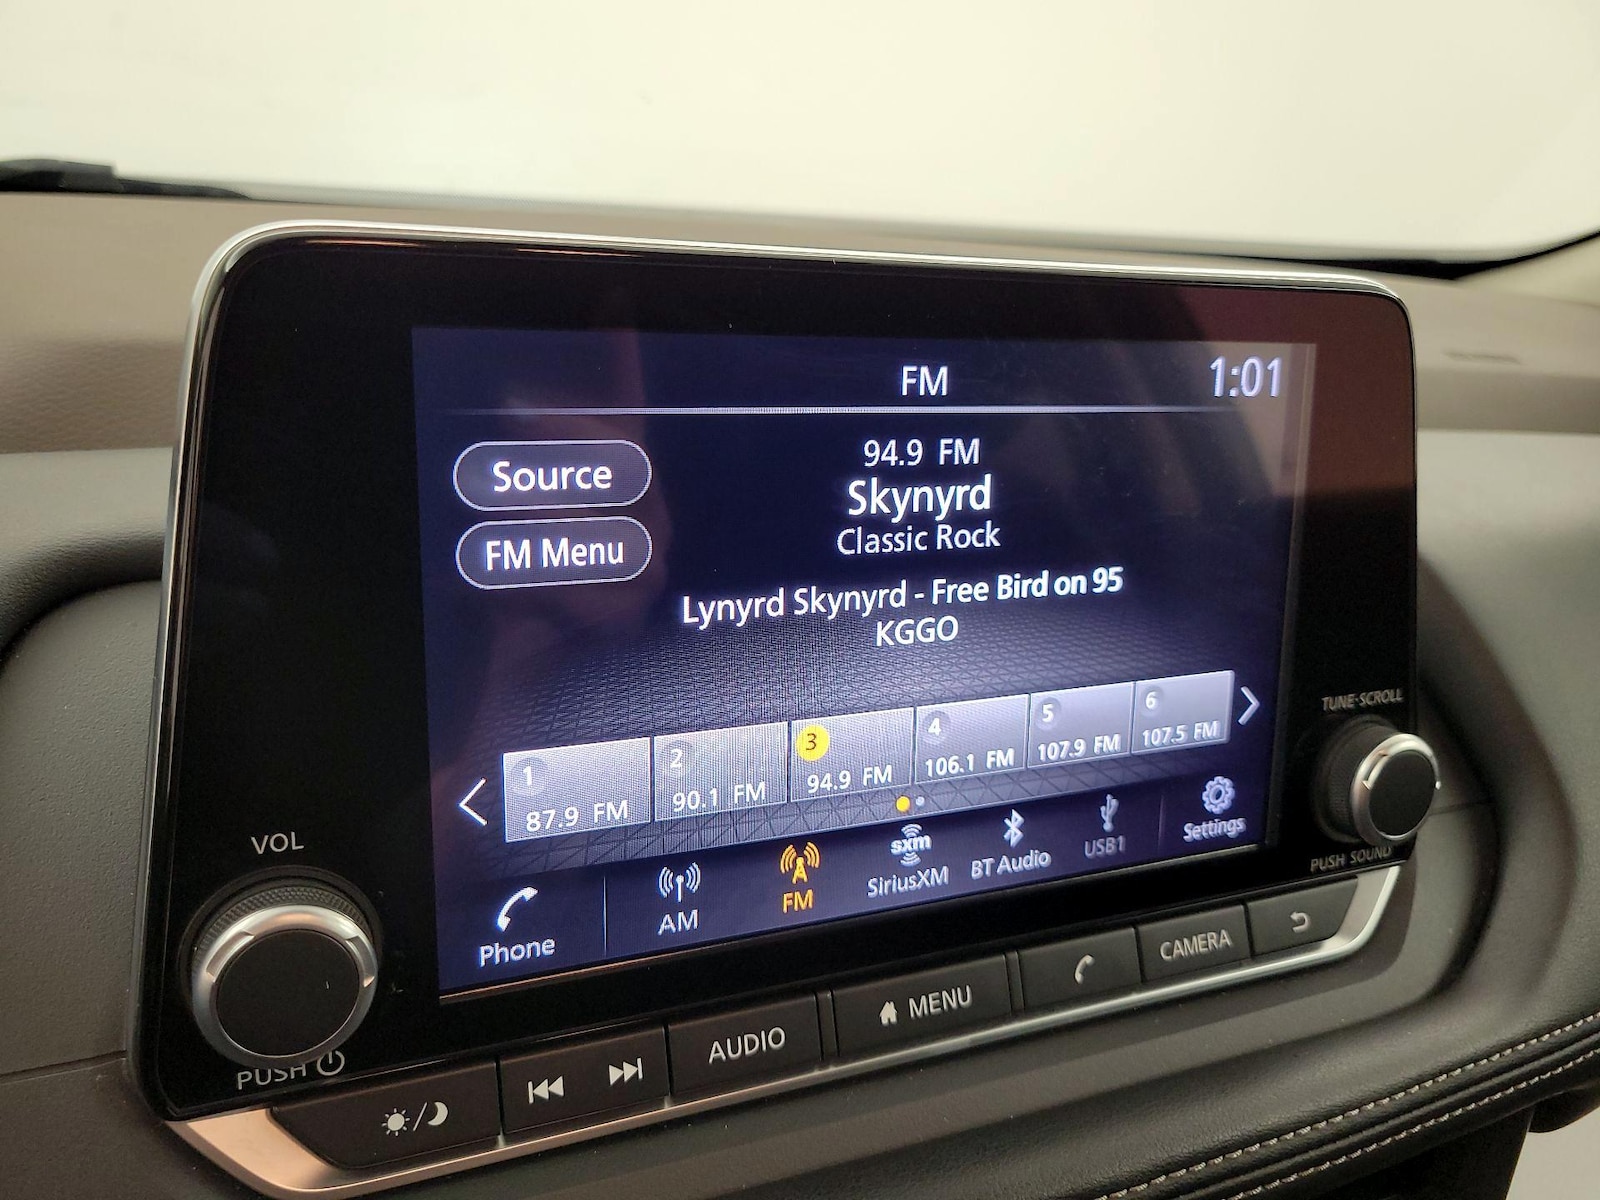 FM
1:01
Source
FM Menu
94.9 FM
Skynyrd
Classic Rock
Lynyrd Skynyrd - Free Bird on 95
KGGO
1
87.9 FM
2
90.1 FM
3
94.9 FM
4
106.1 FM
5
107.9 FM
6
107.5 FM
Phone
AM
FM
sxm
SiriusXM
BT Audio
USB1
Settings
VOL
PUSH
TUNE·SCROLL
PUSH SOUND
AUDIO
MENU
CAMERA